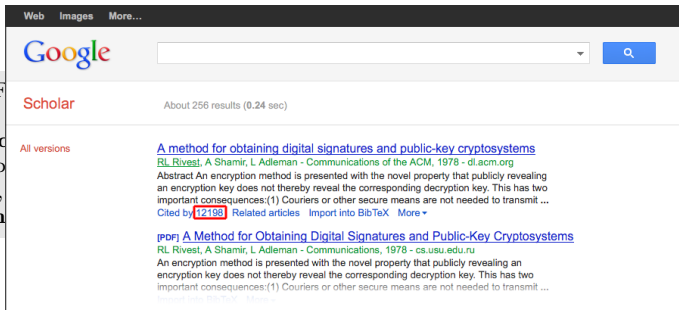 Web Images More...
Google
Scholar
About 256 results (0.24 sec)
All versions
A method for obtaining digital signatures and public-key cryptosystems
RL Rivest, A Shamir, L Adleman - Communications of the ACM, 1978 - dl.acm.org
Abstract An encryption method is presented with the novel property that publicly revealing
an encryption key does not thereby reveal the corresponding decryption key. This has two
important consequences:(1) Couriers or other secure means are not needed to transmit ...
Cited by 12198 Related articles Import into BibTeX More
[PDF] A Method for Obtaining Digital Signatures and Public-Key Cryptosystems
RL Rivest, A Shamir, L Adleman - Communications, 1978 - cs.usu.edu.ru
An encryption method is presented with the novel property that publicly revealing an
encryption key does not thereby reveal the corresponding decryption key. This has two
important consequences:(1) Couriers or other secure means are not needed to transmit ...
Import into BibTeX More